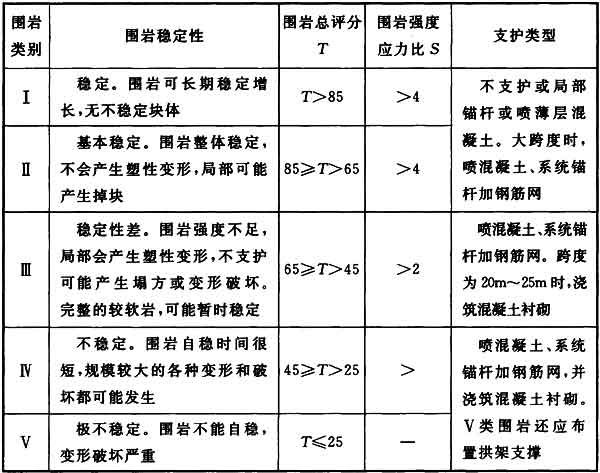 围岩类别
围岩稳定性
围岩总评分 T
围岩强度应力比 S
支护类型
Ⅰ
稳定。围岩可长期稳定增
长,无不稳定块体
T>85
>4
不支护或局部
锚杆或喷薄层混
凝土。大跨度时,
喷混凝土、系统锚
杆加钢筋网
Ⅱ
基本稳定。围岩整体稳定,
不会产生塑性变形,局部可能
产生掉块
85≥T>65
>4
Ⅲ
稳定性差。围岩强度不足,
局部会产生塑性变形,不支护
可能产生塌方或变形破坏。
完整的较软岩,可能暂时稳定
65≥T>45
>2
喷混凝土、系统锚
杆加钢筋网。跨度
为20m～25m时,浇
筑混凝土衬砌
Ⅳ
不稳定。围岩自稳时间很
短,规模较大的各种变形和破
坏都可能发生
45≥T>25
>
喷混凝土、系统
锚杆加钢筋网,并
浇筑混凝土衬砌。
V类围岩还应布
置拱架支撑
Ⅴ
极不稳定。围岩不能自稳,
变形破坏严重
T≤25
—